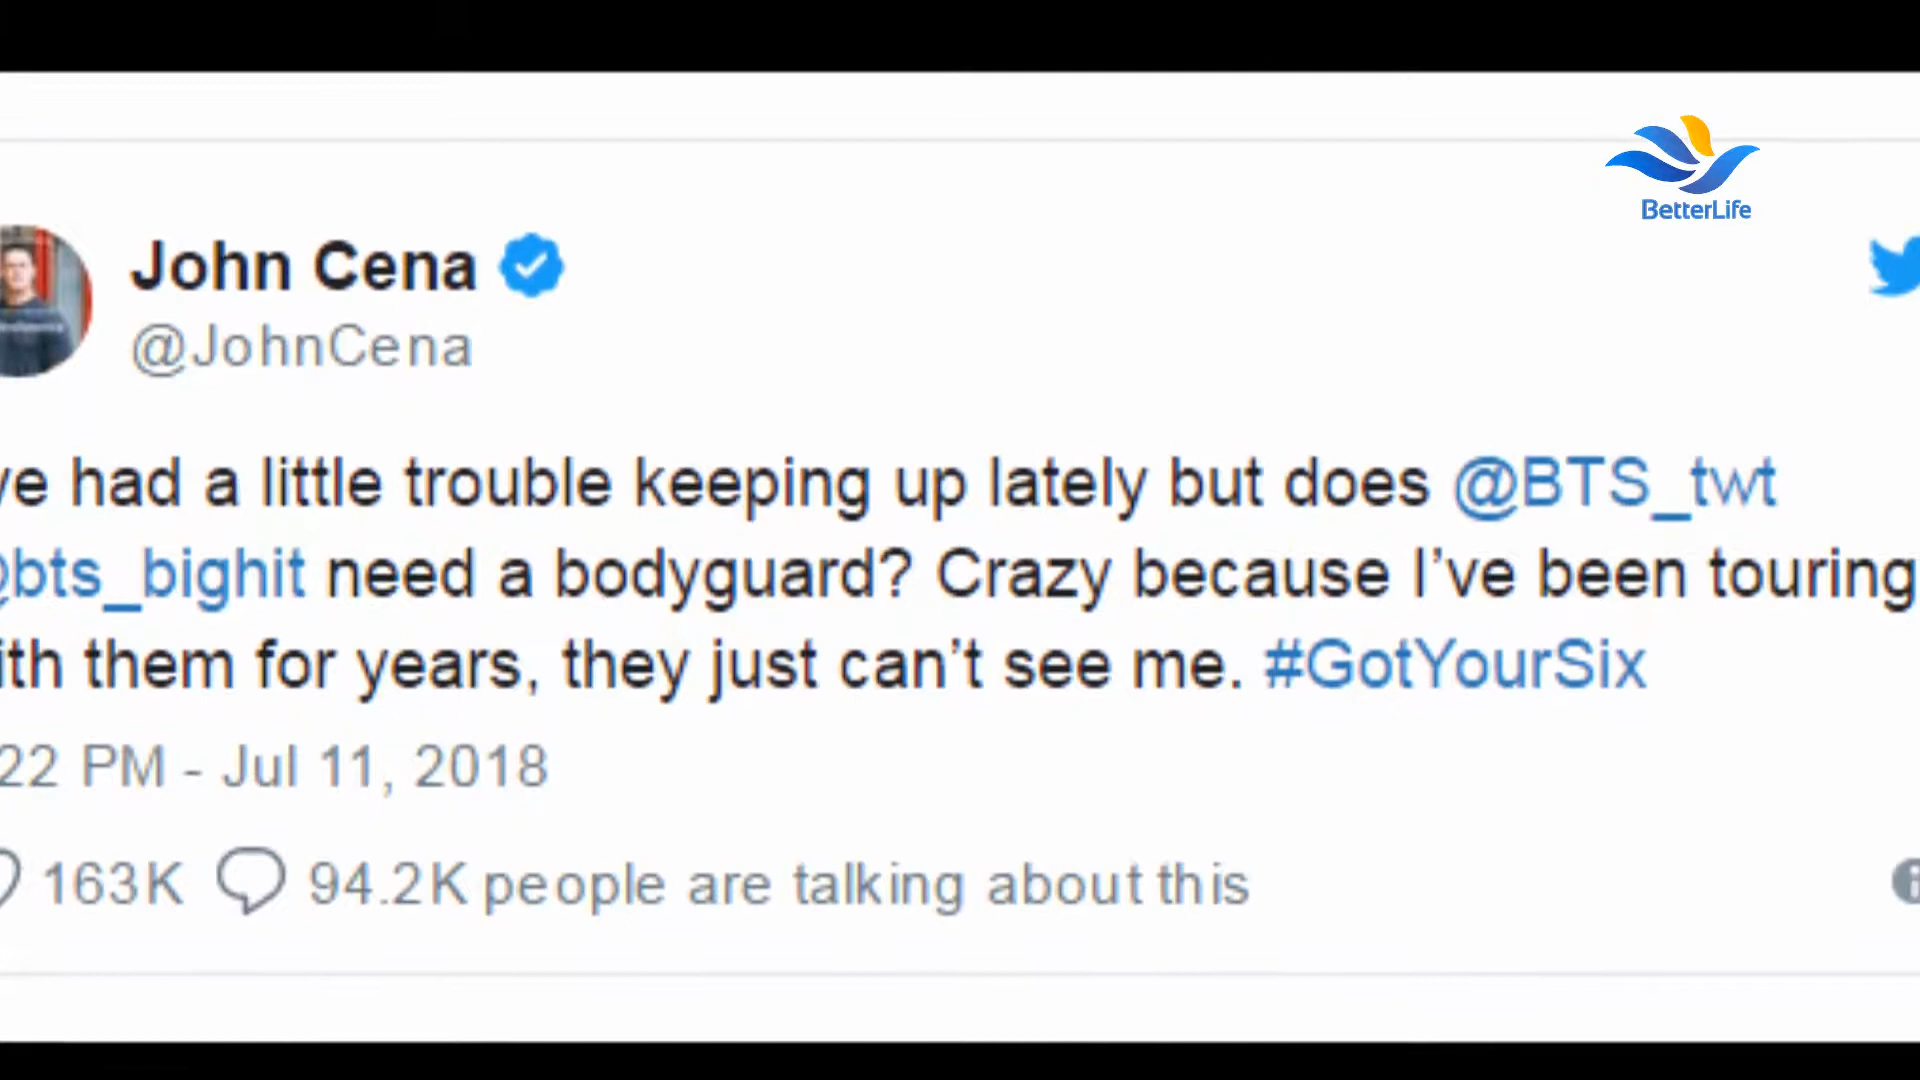 BetterLife
John Cena
@JohnCena
had a little trouble keeping up lately but does @BTS_twt
bts_bighit need a bodyguard? Crazy because I’ve been touring
them for years, they just can’t see me. #GotYourSix
22 PM - Jul 11, 2018
163K 94.2K people are talking about this